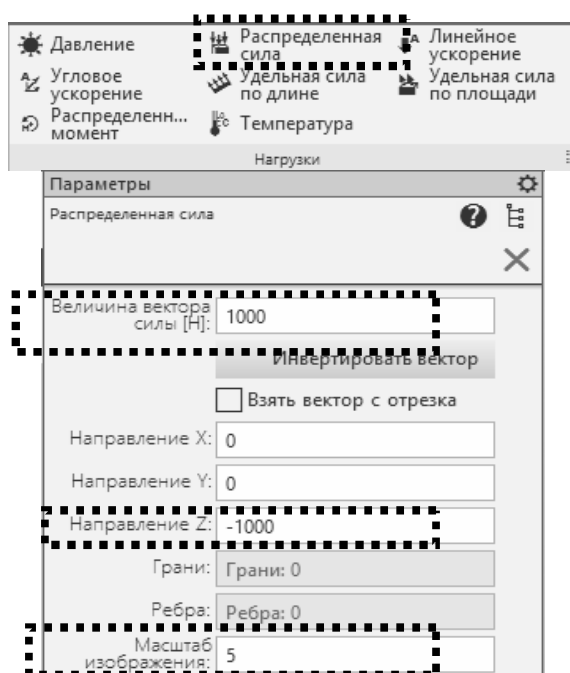 Давление
Распределенная сила
Линейное ускорение
Угловое ускорение
Удельная сила по длине
Удельная сила по площади
Распределенн... момент
Температура
Нагрузки
Параметры
Распределенная сила
Величина вектора силы [Н]: 1000
Инвертировать вектор
Взять вектор с отрезка
Направление X: 0
Направление Y: 0
Направление Z: -1000
Грани: Грани: 0
Ребра: Ребра: 0
Масштаб изображения: 5